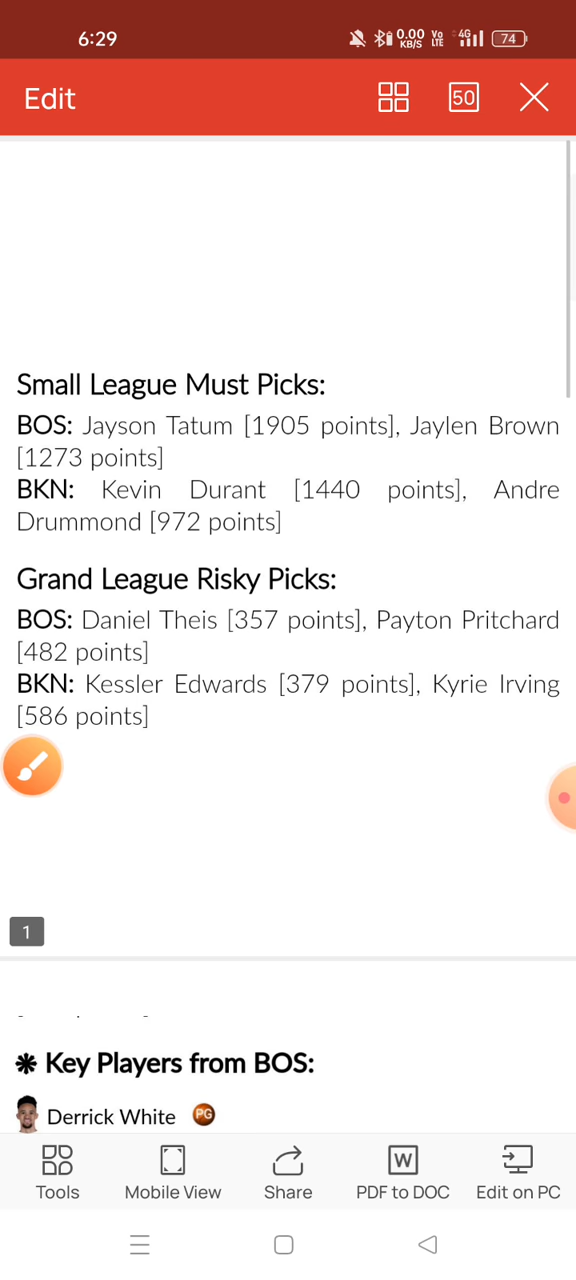 6:29
0.00
KB/S
Vo
LTE
4G
74
Edit
50
Small League Must Picks:
BOS: Jayson Tatum [1905 points], Jaylen Brown
[1273 points]
BKN: Kevin Durant [1440 points], Andre
Drummond [972 points]
Grand League Risky Picks:
BOS: Daniel Theis [357 points], Payton Pritchard
[482 points]
BKN: Kessler Edwards [379 points], Kyrie Irving
[586 points]
1
✱ Key Players from BOS:
Derrick White PG
W
Tools
Mobile View
Share
PDF to DOC
Edit on PC